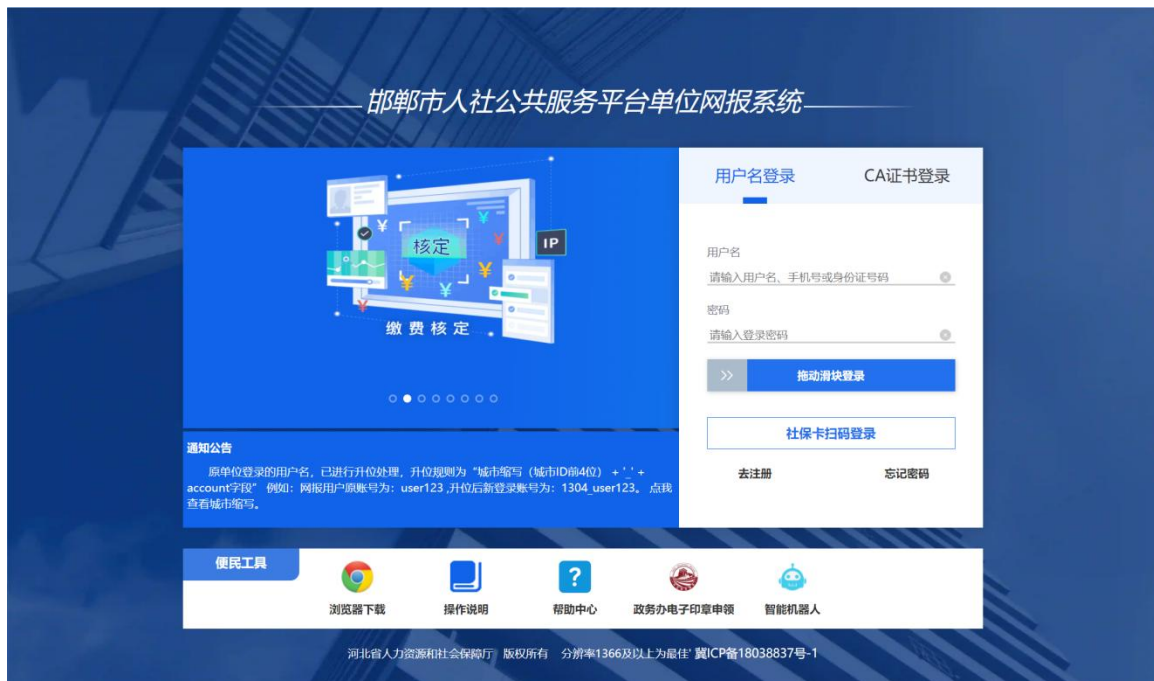 邯郸市人社公共服务平台单位网报系统
核定
IP
缴费核定
通知公告
原单位登录的用户名，已进行升位处理，升位规则为“城市缩写（城市ID前4位） + '_' +
account字段” 例如：网报用户原账号为：user123 ,升位后新登录账号为：1304_user123。 点我
查看城市缩写。
用户名登录
CA证书登录
用户名
请输入用户名、手机号或身份证号码
密码
请输入登录密码
>>
拖动滑块登录
社保卡扫码登录
去注册
忘记密码
便民工具
浏览器下载
操作说明
帮助中心
政务办电子印章申领
智能机器人
河北省人力资源和社会保障厅 版权所有 分辨率1366及以上为最佳' 冀ICP备18038837号-1